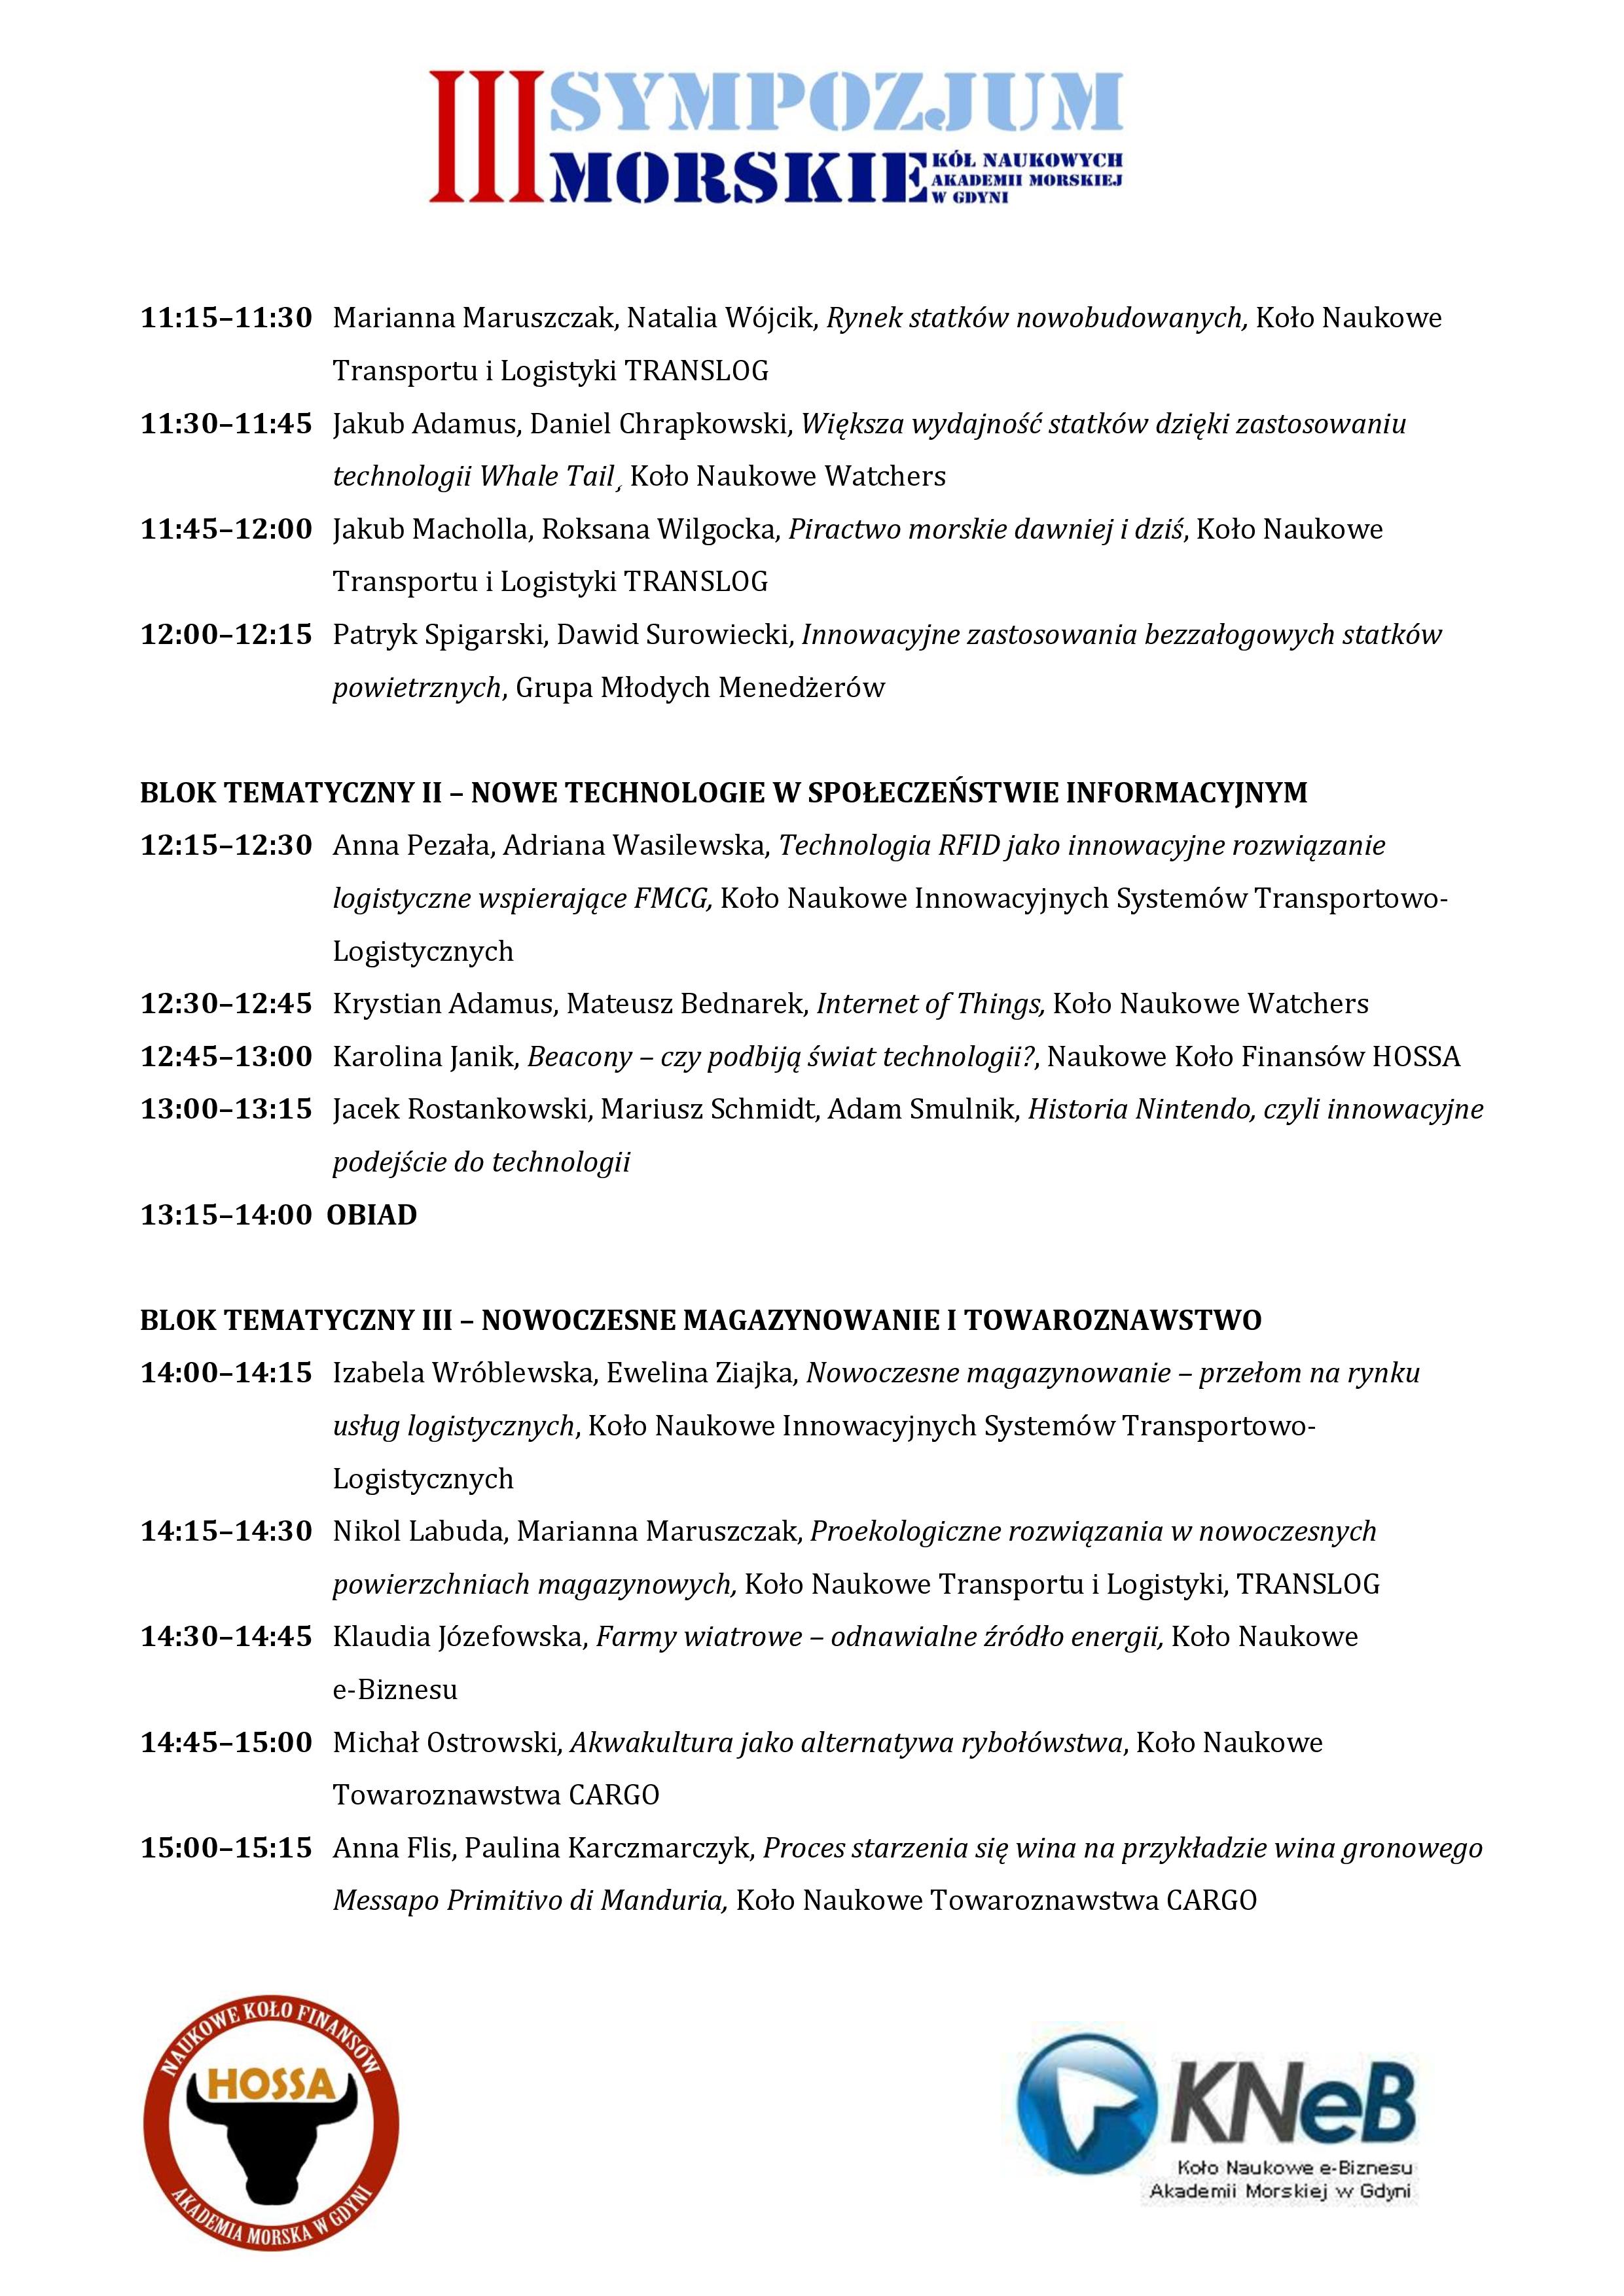 III SYMPOZJUM
MORSKIE KÓŁ NAUKOWYCH
AKADEMII MORSKIEJ
W GDYNI
11:15–11:30 Marianna Maruszczak, Natalia Wójcik, Rynek statków nowobudowanych, Koło Naukowe
Transportu i Logistyki TRANSLOG
11:30–11:45 Jakub Adamus, Daniel Chrapkowski, Większa wydajność statków dzięki zastosowaniu
technologii Whale Tail¸ Koło Naukowe Watchers
11:45–12:00 Jakub Macholla, Roksana Wilgocka, Piractwo morskie dawniej i dziś, Koło Naukowe
Transportu i Logistyki TRANSLOG
12:00–12:15 Patryk Spigarski, Dawid Surowiecki, Innowacyjne zastosowania bezzałogowych statków
powietrznych, Grupa Młodych Menedżerów
BLOK TEMATYCZNY II – NOWE TECHNOLOGIE W SPOŁECZEŃSTWIE INFORMACYJNYM
12:15–12:30 Anna Pezała, Adriana Wasilewska, Technologia RFID jako innowacyjne rozwiązanie
logistyczne wspierające FMCG, Koło Naukowe Innowacyjnych Systemów Transportowo-
Logistycznych
12:30–12:45 Krystian Adamus, Mateusz Bednarek, Internet of Things, Koło Naukowe Watchers
12:45–13:00 Karolina Janik, Beacony – czy podbiją świat technologii?, Naukowe Koło Finansów HOSSA
13:00–13:15 Jacek Rostankowski, Mariusz Schmidt, Adam Smulnik, Historia Nintendo, czyli innowacyjne
podejście do technologii
13:15–14:00 OBIAD
BLOK TEMATYCZNY III – NOWOCZESNE MAGAZYNOWANIE I TOWAROZNAWSTWO
14:00–14:15 Izabela Wróblewska, Ewelina Ziajka, Nowoczesne magazynowanie – przełom na rynku
usług logistycznych, Koło Naukowe Innowacyjnych Systemów Transportowo-
Logistycznych
14:15–14:30 Nikol Labuda, Marianna Maruszczak, Proekologiczne rozwiązania w nowoczesnych
powierzchniach magazynowych, Koło Naukowe Transportu i Logistyki, TRANSLOG
14:30–14:45 Klaudia Józefowska, Farmy wiatrowe – odnawialne źródło energii, Koło Naukowe
e-Biznesu
14:45–15:00 Michał Ostrowski, Akwakultura jako alternatywa rybołówstwa, Koło Naukowe
Towaroznawstwa CARGO
15:00–15:15 Anna Flis, Paulina Karczmarczyk, Proces starzenia się wina na przykładzie wina gronowego
Messapo Primitivo di Manduria, Koło Naukowe Towaroznawstwa CARGO
NAUKOWE KOŁO FINANSÓW
HOSSA
AKADEMIA MORSKA W GDYNI
KNeB
Koło Naukowe e-Biznesu
Akademii Morskiej w Gdyni